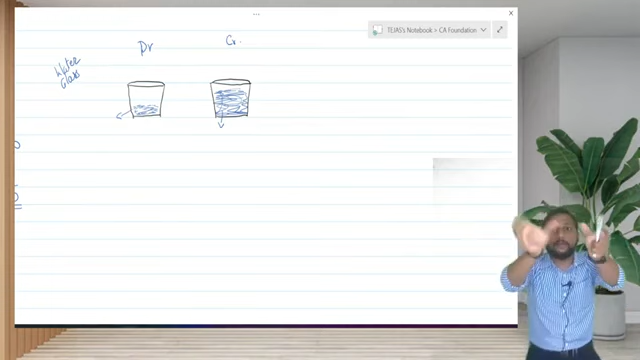 TEJAS's Notebook > CA Foundation
Dr
Cr.
Water
Glass